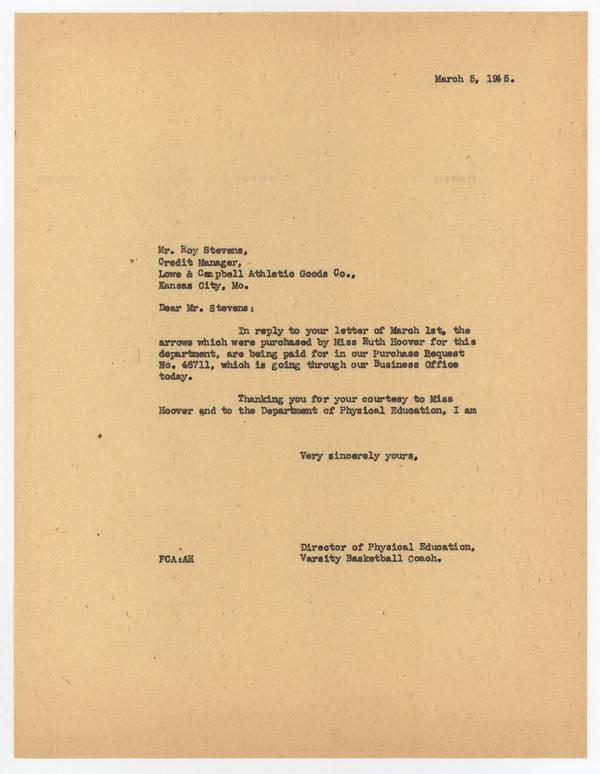 March 5, 1945.
Mr. Roy Stevens,
Credit Manager,
Lowe & Campbell Athletic Goods Co.,
Kansas City, Mo.
Dear Mr. Stevens:
In reply to your letter of March 1st, the
arrows which were purchased by Miss Ruth Hoover for this
department, are being paid for in our Purchase Request
No. 46711, which is going through our Business Office
today.
Thanking you for your courtesy to Miss
Hoover and to the Department of Physical Education, I am
Very sincerely yours,
Director of Physical Education,
FCA:AH Varsity Basketball Coach.